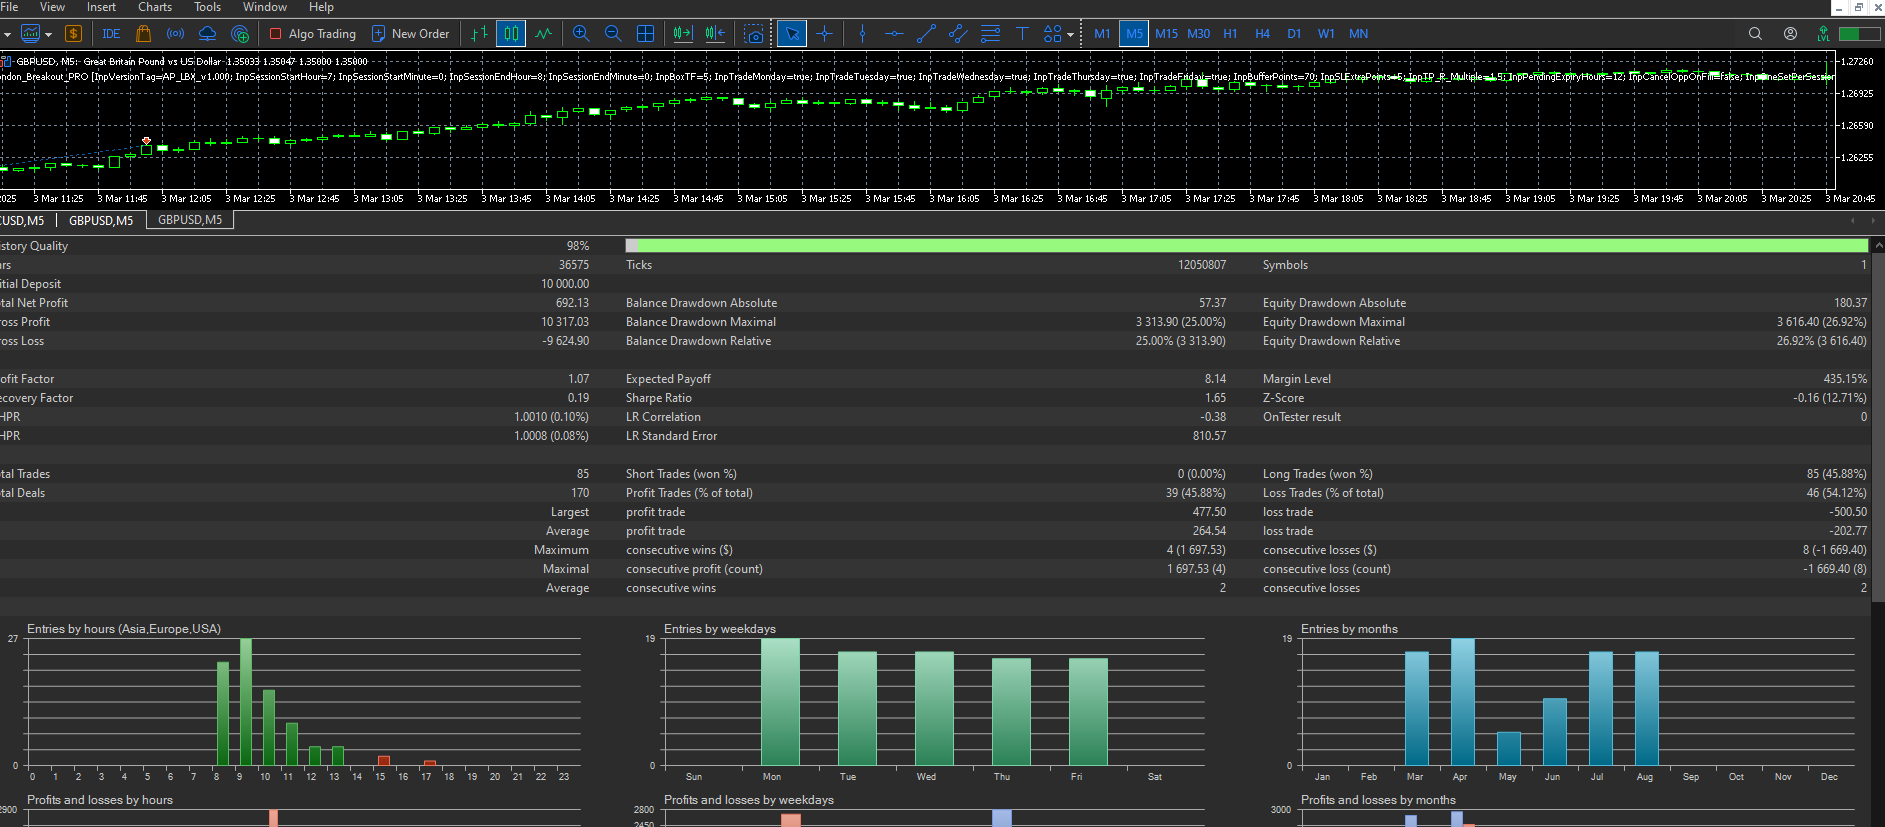 File View Insert Charts Tools Window Help
IDE Algo Trading New Order M1 M5 M15 M30 H1 H4 D1 W1 MN LVL
GBPUSD, M5: Great Britain Pound vs US Dollar 1.35033 1.35047 1.35000 1.35000
ondon_Breakout_PRO [InpVersionTag=AP_LBX_v1.000; InpSessionStartHour=7; InpSessionStartMinute=0; InpSessionEndHour=8; InpSessionEndMinute=0; InpBoxTF=5; InpTradeMonday=true; InpTradeTuesday=true; InpTradeWednesday=true; InpTradeThursday=true; InpTradeFriday=true; InpBufferPoints=70; InpSLExtraPoints=5; InpTP_R_Multiple=1.5; InpPendingExpiryHours=12; InpCancelOppOnFill=false;
1.27260
1.26925
1.26590
1.26255
2025 3 Mar 11:25 3 Mar 11:45 3 Mar 12:05 3 Mar 12:25 3 Mar 12:45 3 Mar 13:05 3 Mar 13:25 3 Mar 13:45 3 Mar 14:05 3 Mar 14:25 3 Mar 14:45 3 Mar 15:05 3 Mar 15:25 3 Mar 15:45 3 Mar 16:05 3 Mar 16:25 3 Mar 16:45 3 Mar 17:05 3 Mar 17:25 3 Mar 17:45 3 Mar 18:05 3 Mar 18:25 3 Mar 18:45 3 Mar 19:05 3 Mar 19:25 3 Mar 19:45 3 Mar 20:05 3 Mar 20:25 3 Mar 20:45
CUSD,M5 GBPUSD,M5 GBPUSD,M5
istory Quality 98%
ars 36575 Ticks 12050807 Symbols 1
itial Deposit 10 000.00
otal Net Profit 692.13 Balance Drawdown Absolute 57.37 Equity Drawdown Absolute 180.37
ross Profit 10 317.03 Balance Drawdown Maximal 3 313.90 (25.00%) Equity Drawdown Maximal 3 616.40 (26.92%)
ross Loss -9 624.90 Balance Drawdown Relative 25.00% (3 313.90) Equity Drawdown Relative 26.92% (3 616.40)
ofit Factor 1.07 Expected Payoff 8.14 Margin Level 435.15%
ecovery Factor 0.19 Sharpe Ratio 1.65 Z-Score -0.16 (12.71%)
HPR 1.0010 (0.10%) LR Correlation -0.38 OnTester result 0
HPR 1.0008 (0.08%) LR Standard Error 810.57
otal Trades 85 Short Trades (won %) 0 (0.00%) Long Trades (won %) 85 (45.88%)
otal Deals 170 Profit Trades (% of total) 39 (45.88%) Loss Trades (% of total) 46 (54.12%)
Largest profit trade 477.50 loss trade -500.50
Average profit trade 264.54 loss trade -202.77
Maximum consecutive wins ($) 4 (1 697.53) consecutive losses ($) 8 (-1 669.40)
Maximal consecutive profit (count) 1 697.53 (4) consecutive loss (count) -1 669.40 (8)
Average consecutive wins 2 consecutive losses 2
Entries by hours (Asia,Europe,USA) Entries by weekdays Entries by months
27 19 19
0 0 0
0 1 2 3 4 5 6 7 8 9 10 11 12 13 14 15 16 17 18 19 20 21 22 23 Sun Mon Tue Wed Thu Fri Sat Jan Feb Mar Apr May Jun Jul Aug Sep Oct Nov Dec
Profits and losses by hours Profits and losses by weekdays Profits and losses by months
2900 2800 3000
2450